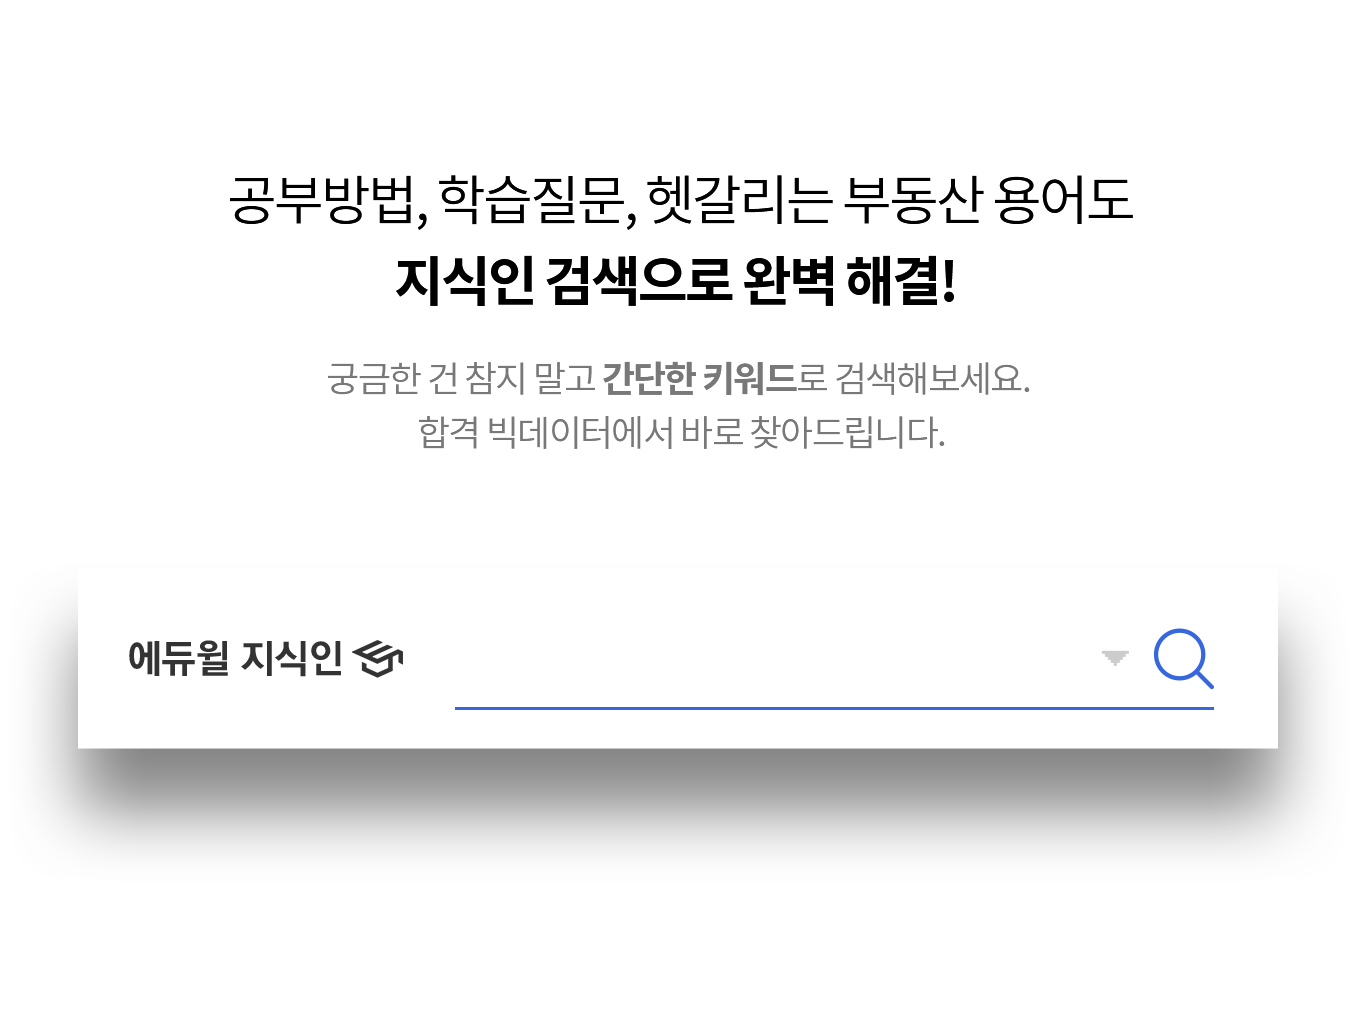 공부방법, 학습질문, 헷갈리는 부동산 용어도
지식인 검색으로 완벽 해결!
궁금한 건 참지 말고 간단한 키워드로 검색해보세요.
합격 빅데이터에서 바로 찾아드립니다.
에듀윌 지식인